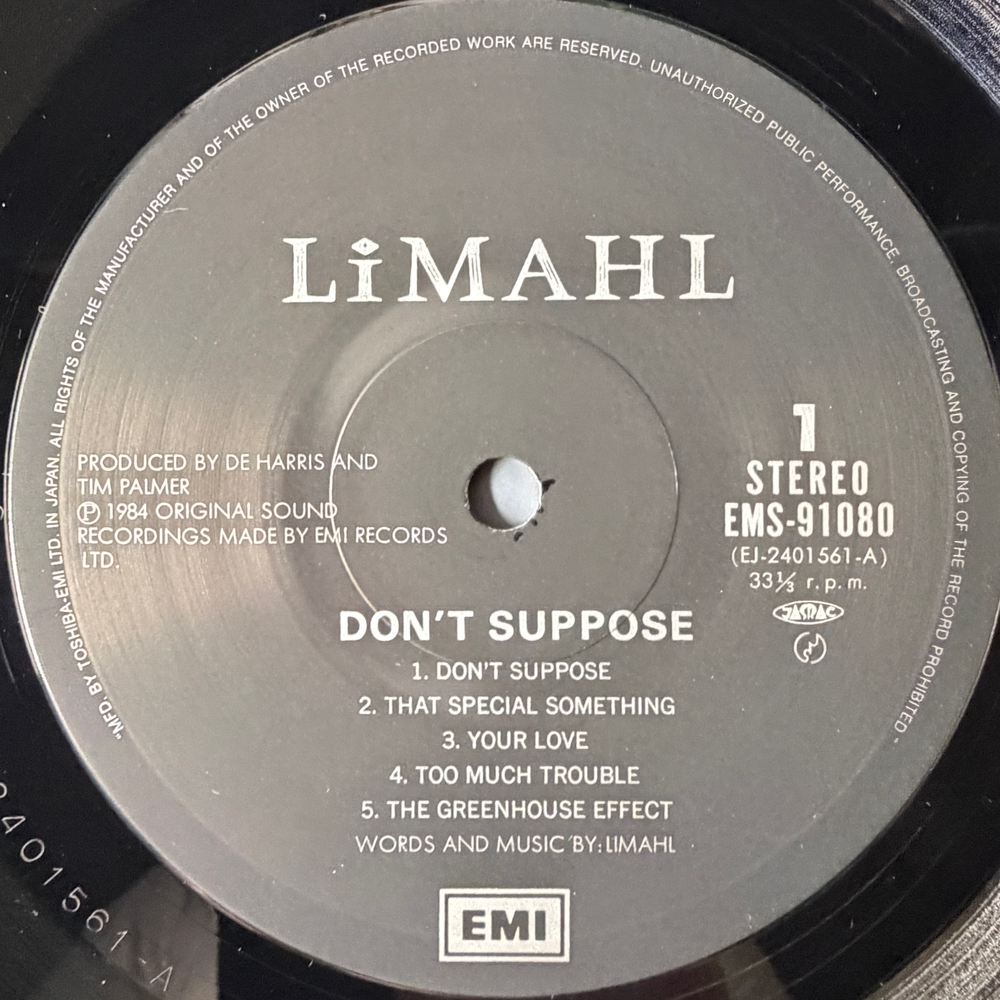 "MFD. BY TOSHIBA-EMI LTD. IN JAPAN. ALL RIGHTS OF THE MANUFACTURER AND OF THE OWNER OF THE RECORDED WORK ARE RESERVED. UNAUTHORIZED PUBLIC PERFORMANCE. BROADCASTING AND COPYING OF THE RECORD PROHIBITED"
LiMAHL
PRODUCED BY DE HARRIS AND
TIM PALMER
Ⓟ 1984 ORIGINAL SOUND
RECORDINGS MADE BY EMI RECORDS
LTD.
1
STEREO
EMS-91080
(EJ-2401561-A)
33⅓ r.p.m.
JASRAC
DON'T SUPPOSE
1. DON'T SUPPOSE
2. THAT SPECIAL SOMETHING
3. YOUR LOVE
4. TOO MUCH TROUBLE
5. THE GREENHOUSE EFFECT
WORDS AND MUSIC BY: LIMAHL
EMI
2401561-A